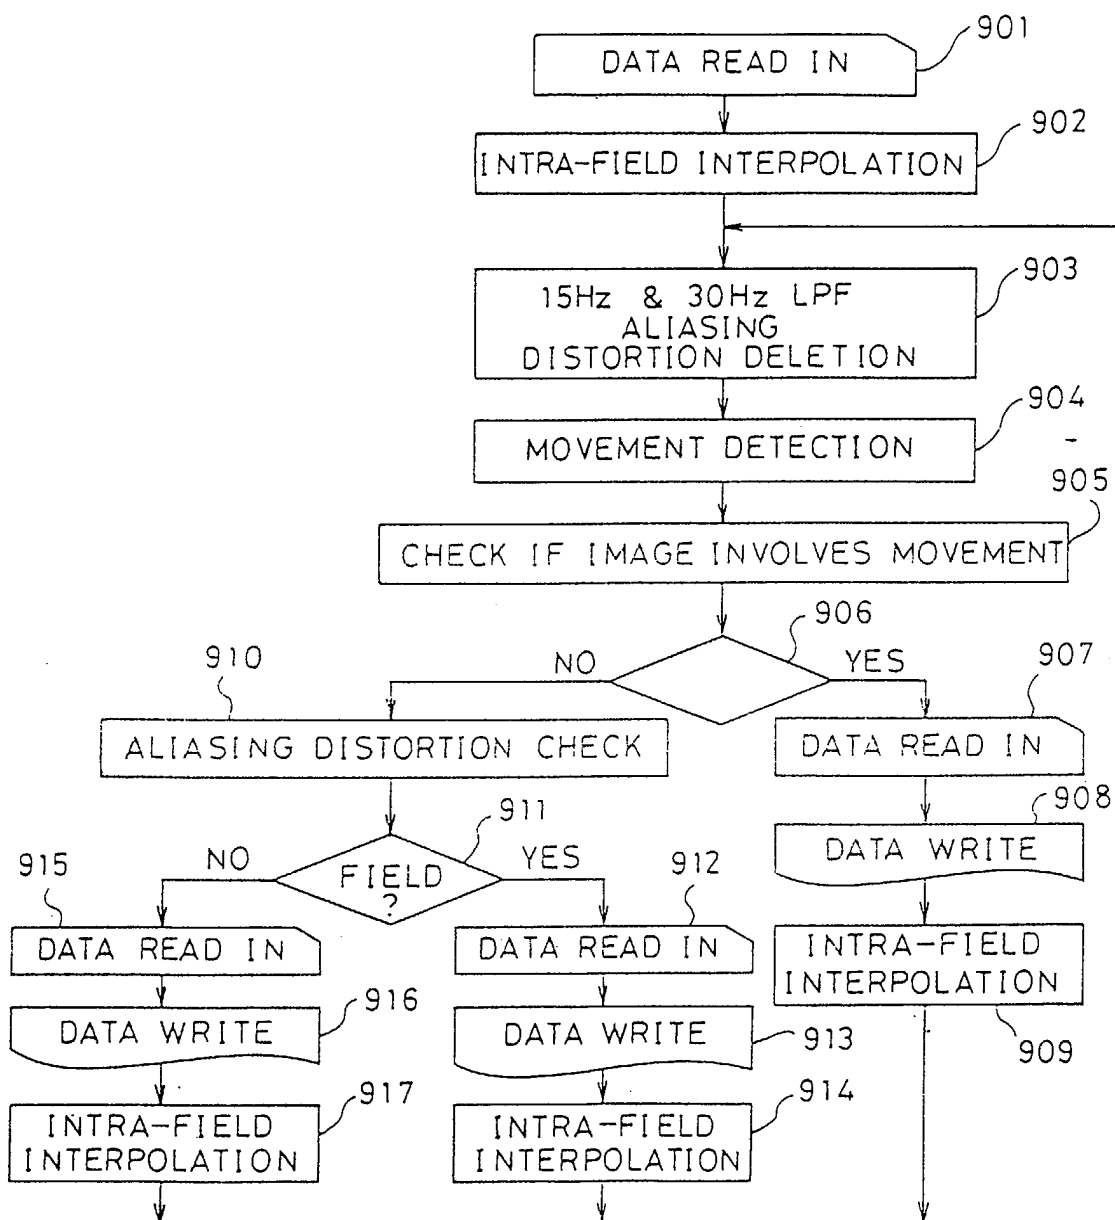 901
DATA READ IN
902
INTRA-FIELD INTERPOLATION
903
15Hz & 30Hz LPF
ALIASING
DISTORTION DELETION
904
MOVEMENT DETECTION
905
CHECK IF IMAGE INVOLVES MOVEMENT
906
NO
YES
910
907
ALIASING DISTORTION CHECK
DATA READ IN
908
911
DATA WRITE
NO
FIELD
?
YES
915
912
DATA READ IN
DATA READ IN
INTRA-FIELD
INTERPOLATION
909
DATA WRITE
916
DATA WRITE
913
917
914
INTRA-FIELD
INTERPOLATION
INTRA-FIELD
INTERPOLATION